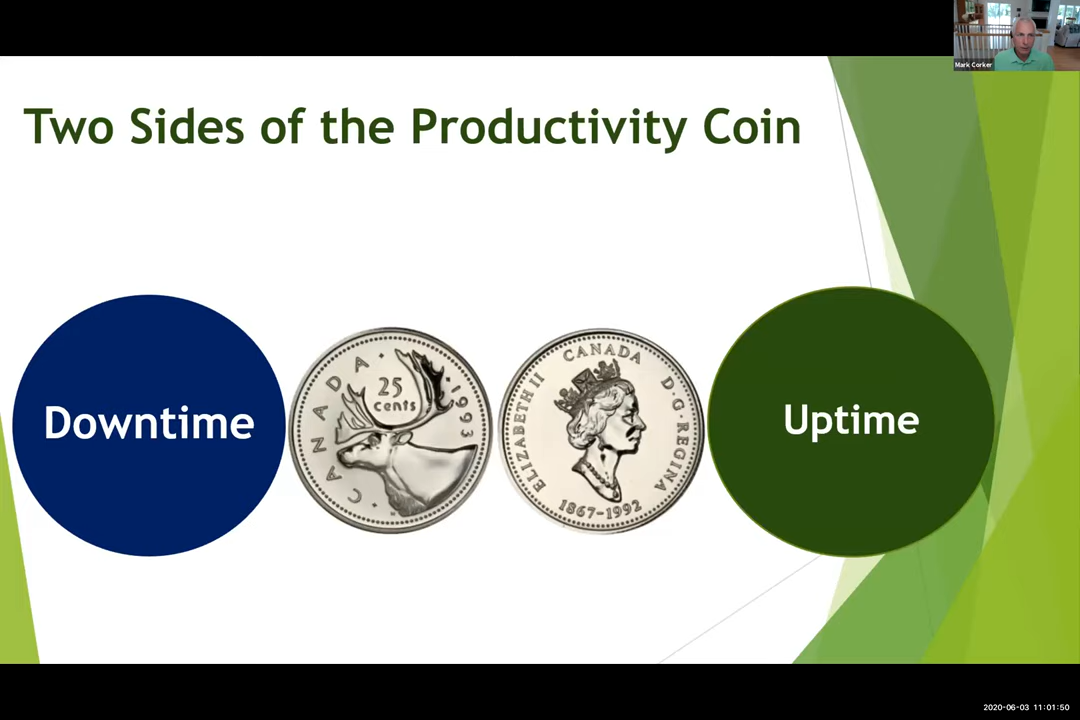 Mark Corker
Two Sides of the Productivity Coin
Downtime
CANADA
25
cents
1993
ELIZABETH II
CANADA
D·G·REGINA
1867-1992
Uptime
2020-06-03 11:01:50